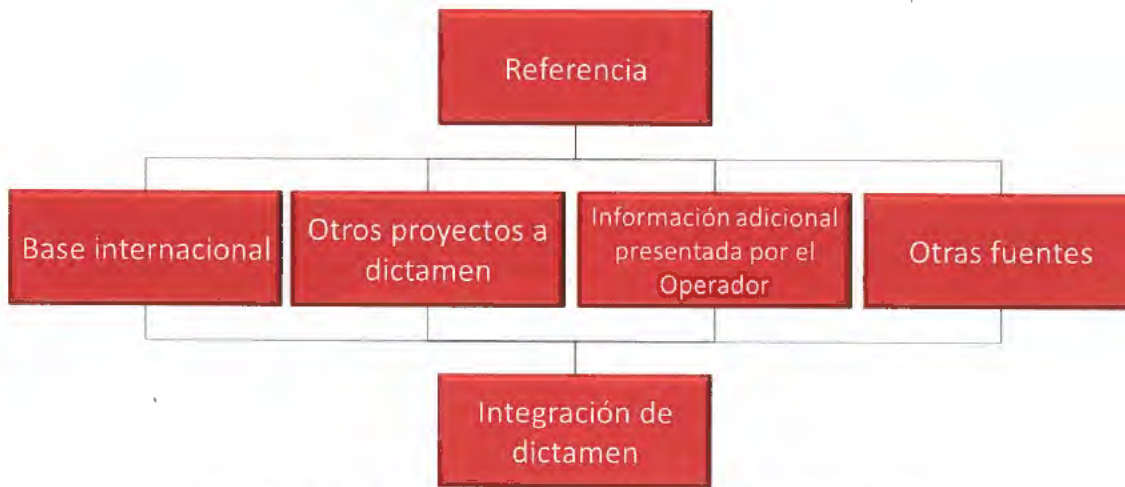 Referencia
Base internacional
Otros proyectos a
dictamen
Información adicional
presentada por el
Operador
Otras fuentes
Integración de
dictamen